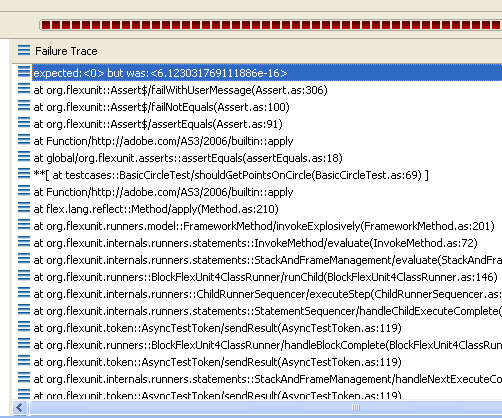 Failure Trace
expected:<0> but was:<6.123031769111886e-16>
at org.flexunit::Assert$/failWithUserMessage(Assert.as:306)
at org.flexunit::Assert$/failNotEquals(Assert.as:100)
at org.flexunit::Assert$/assertEquals(Assert.as:91)
at Function/http://adobe.com/AS3/2006/builtin::apply
at global/org.flexunit.asserts::assertEquals(assertEquals.as:18)
**[ at testcases::BasicCircleTest/shouldGetPointsOnCircle(BasicCircleTest.as:69) ]
at Function/http://adobe.com/AS3/2006/builtin::apply
at flex.lang.reflect::Method/apply(Method.as:210)
at org.flexunit.runners.model::FrameworkMethod/invokeExplosively(FrameworkMethod.as:201)
at org.flexunit.internals.runners.statements::InvokeMethod/evaluate(InvokeMethod.as:72)
at org.flexunit.internals.runners.statements::StackAndFrameManagement/evaluate(StackAndFram
at org.flexunit.runners::BlockFlexUnit4ClassRunner/runChild(BlockFlexUnit4ClassRunner.as:146)
at org.flexunit.internals.runners::ChildRunnerSequencer/executeStep(ChildRunnerSequencer.as:
at org.flexunit.internals.runners.statements::StatementSequencer/handleChildExecuteComplete(
at org.flexunit.token::AsyncTestToken/sendResult(AsyncTestToken.as:119)
at org.flexunit.runners::BlockFlexUnit4ClassRunner/handleBlockComplete(BlockFlexUnit4ClassRunn
at org.flexunit.token::AsyncTestToken/sendResult(AsyncTestToken.as:119)
at org.flexunit.internals.runners.statements::StackAndFrameManagement/handleNextExecuteCo
at org.flexunit.token::AsyncTestToken/sendResult(AsyncTestToken.as:119)